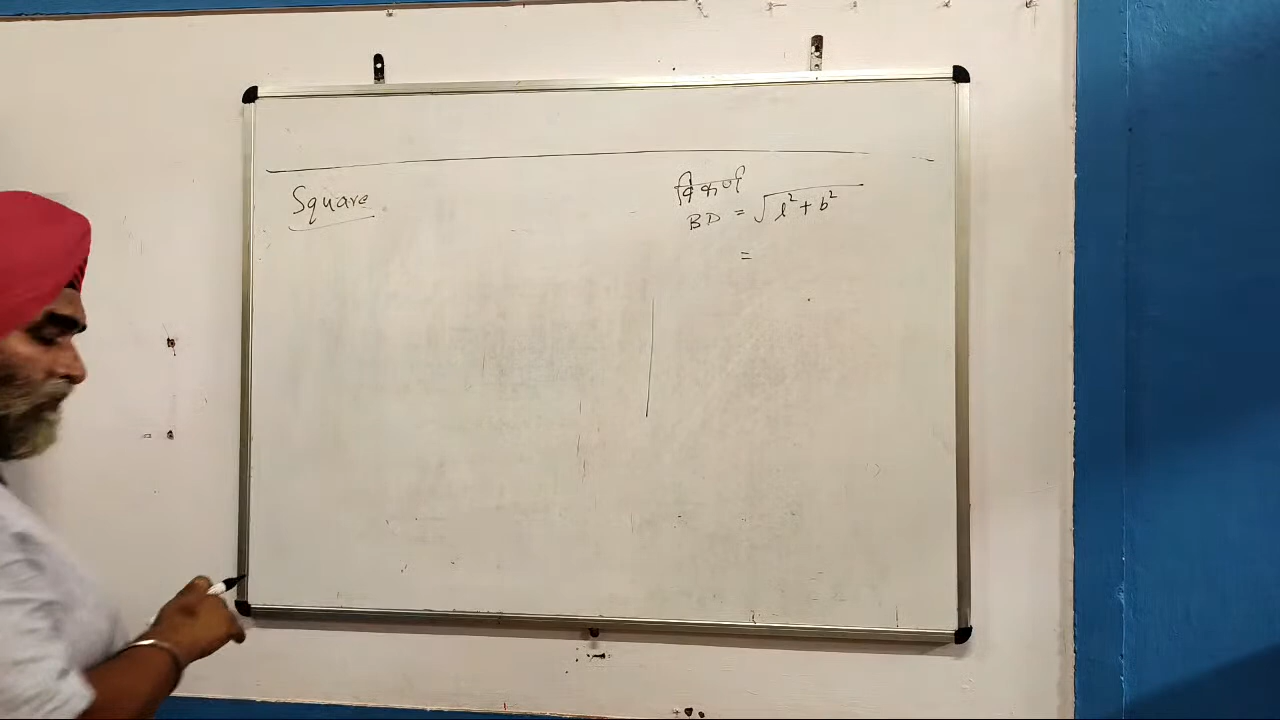 Square
विकर्ण
BD = √l²+b²
=